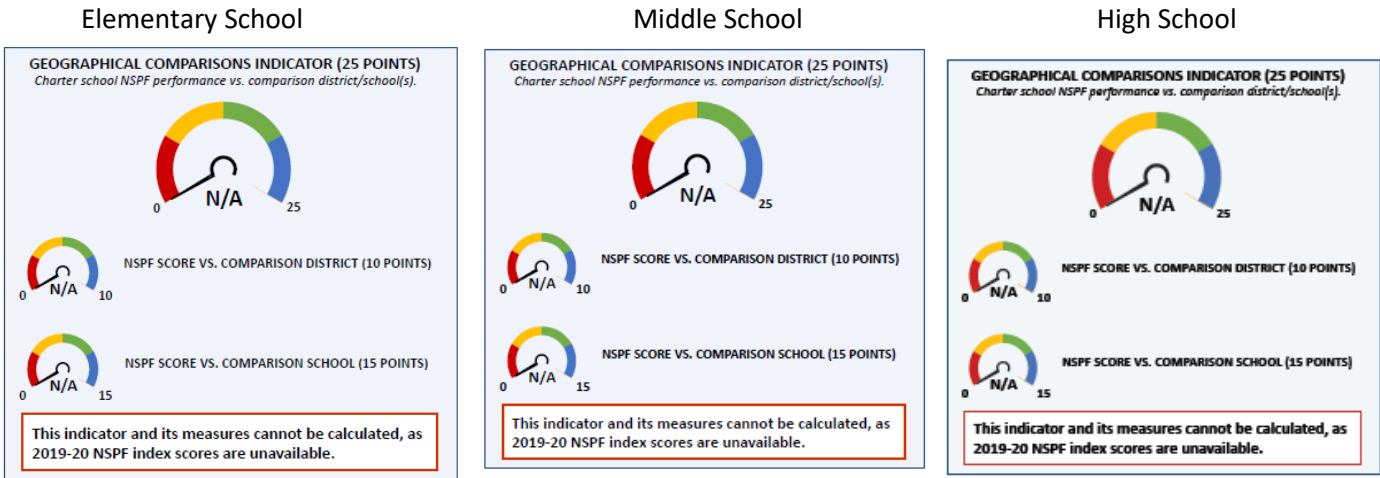 Elementary School
GEOGRAPHICAL COMPARISONS INDICATOR (25 POINTS)
Charter school NSPF performance vs. comparison district/school(s).
N/A
0
25
NSPF SCORE VS. COMPARISON DISTRICT (10 POINTS)
N/A
0
10
NSPF SCORE VS. COMPARISON SCHOOL (15 POINTS)
N/A
0
15
This indicator and its measures cannot be calculated, as
2019-20 NSPF index scores are unavailable.
Middle School
GEOGRAPHICAL COMPARISONS INDICATOR (25 POINTS)
Charter school NSPF performance vs. comparison district/school(s).
N/A
0
25
NSPF SCORE VS. COMPARISON DISTRICT (10 POINTS)
N/A
0
10
NSPF SCORE VS. COMPARISON SCHOOL (15 POINTS)
N/A
0
15
This indicator and its measures cannot be calculated, as
2019-20 NSPF index scores are unavailable.
High School
GEOGRAPHICAL COMPARISONS INDICATOR (25 POINTS)
Charter school NSPF performance vs. comparison district/school(s).
N/A
0
25
NSPF SCORE VS. COMPARISON DISTRICT (10 POINTS)
N/A
0
10
NSPF SCORE VS. COMPARISON SCHOOL (15 POINTS)
N/A
0
15
This indicator and its measures cannot be calculated, as
2019-20 NSPF index scores are unavailable.